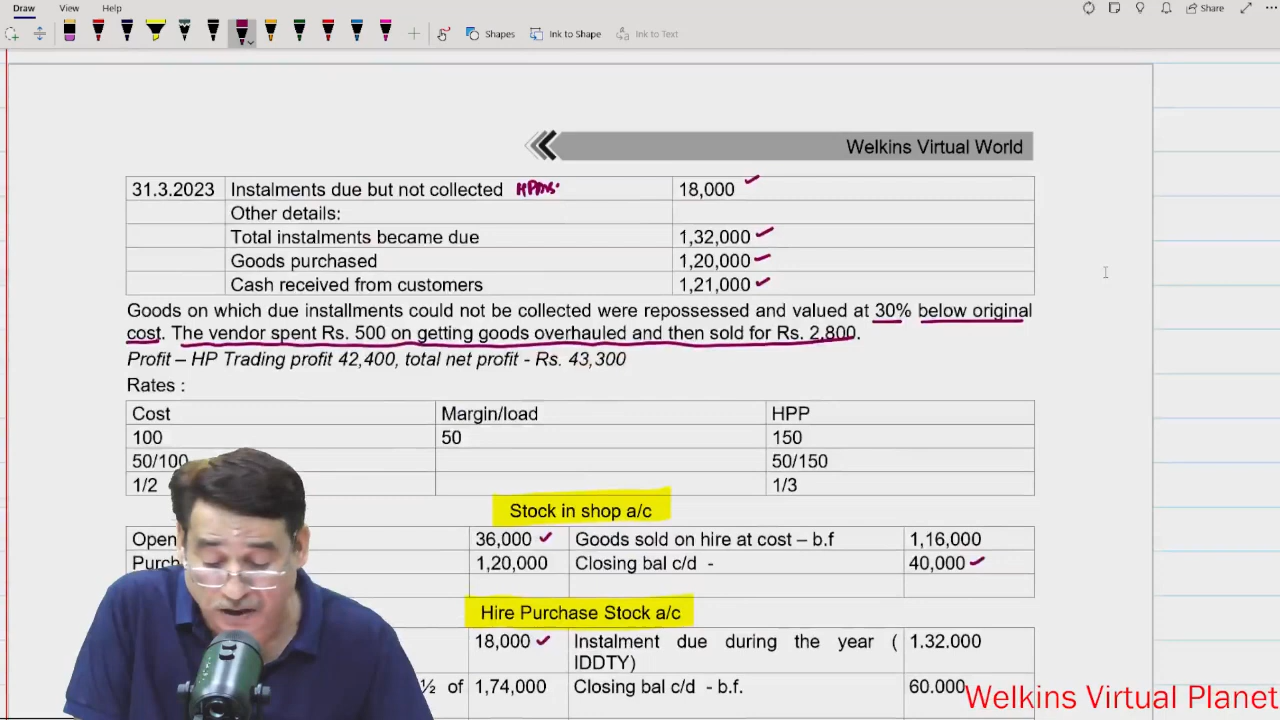 Draw View Help
Shapes Ink to Shape Ink to Text Share
Welkins Virtual World
31.3.2023 Instalments due but not collected 18,000
Other details:
Total instalments became due 1,32,000
Goods purchased 1,20,000
Cash received from customers 1,21,000
Goods on which due installments could not be collected were repossessed and valued at 30% below original
cost. The vendor spent Rs. 500 on getting goods overhauled and then sold for Rs. 2,800.
Profit – HP Trading profit 42,400, total net profit - Rs. 43,300
Rates :
Cost Margin/load HPP
100 50 150
50/100 50/150
1/2 1/3
Stock in shop a/c
Open 36,000 Goods sold on hire at cost – b.f 1,16,000
Purch 1,20,000 Closing bal c/d - 40,000
Hire Purchase Stock a/c
18,000 Instalment due during the year ( 1.32.000
IDDTY)
½ of 1,74,000 Closing bal c/d - b.f. 60.000
Welkins Virtual Planet